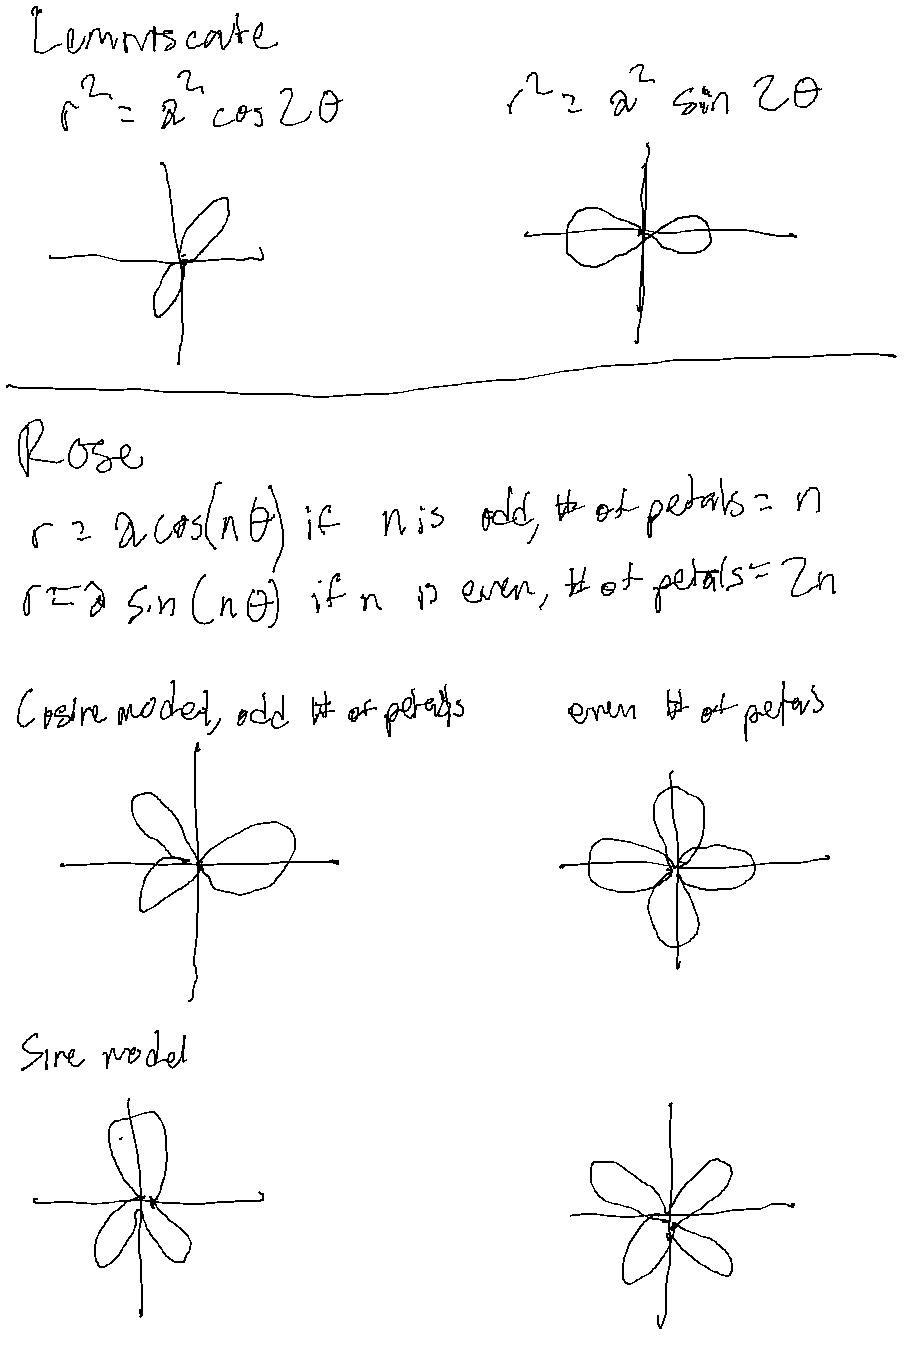 Lemniscate
r² = a² cos 2θ
r² = a² sin 2θ
Rose
r = a cos(nθ) if n is odd, # of petals = n
r = a sin(nθ) if n is even, # of petals = 2n
Cosine model, odd # of petals
even # of petals
Sine model